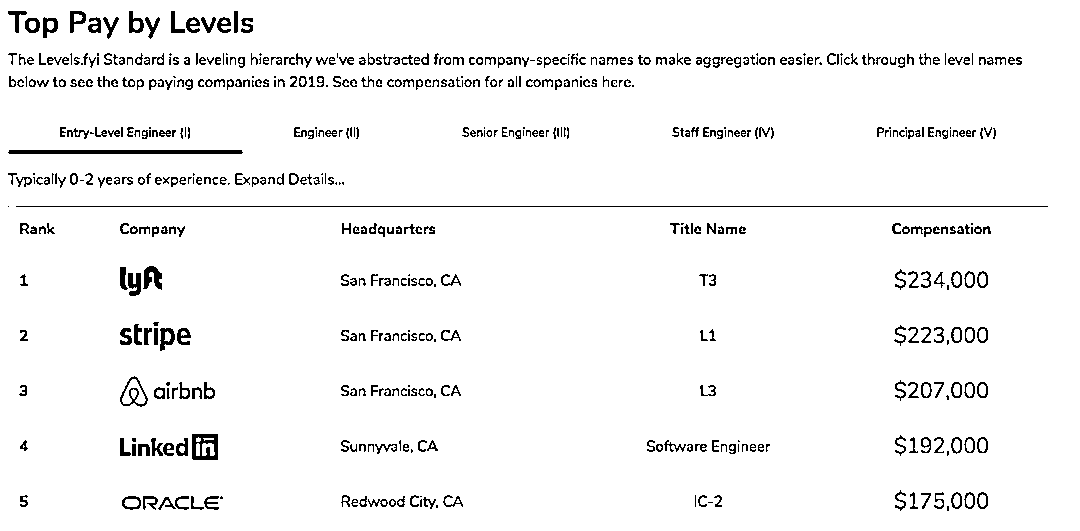 Top Pay by Levels
The Levels.fyi Standard is a leveling hierarchy we've abstracted from company-specific names to make aggregation easier. Click through the level names
below to see the top paying companies in 2019. See the compensation for all companies here.
Entry-Level Engineer (I) Engineer (II) Senior Engineer (III) Staff Engineer (IV) Principal Engineer (V)
Typically 0-2 years of experience. Expand Details...
Rank Company Headquarters Title Name Compensation
1 lyft San Francisco, CA T3 $234,000
2 stripe San Francisco, CA L1 $223,000
3 airbnb San Francisco, CA L3 $207,000
4 Linkedin Sunnyvale, CA Software Engineer $192,000
5 ORACLE Redwood City, CA IC-2 $175,000